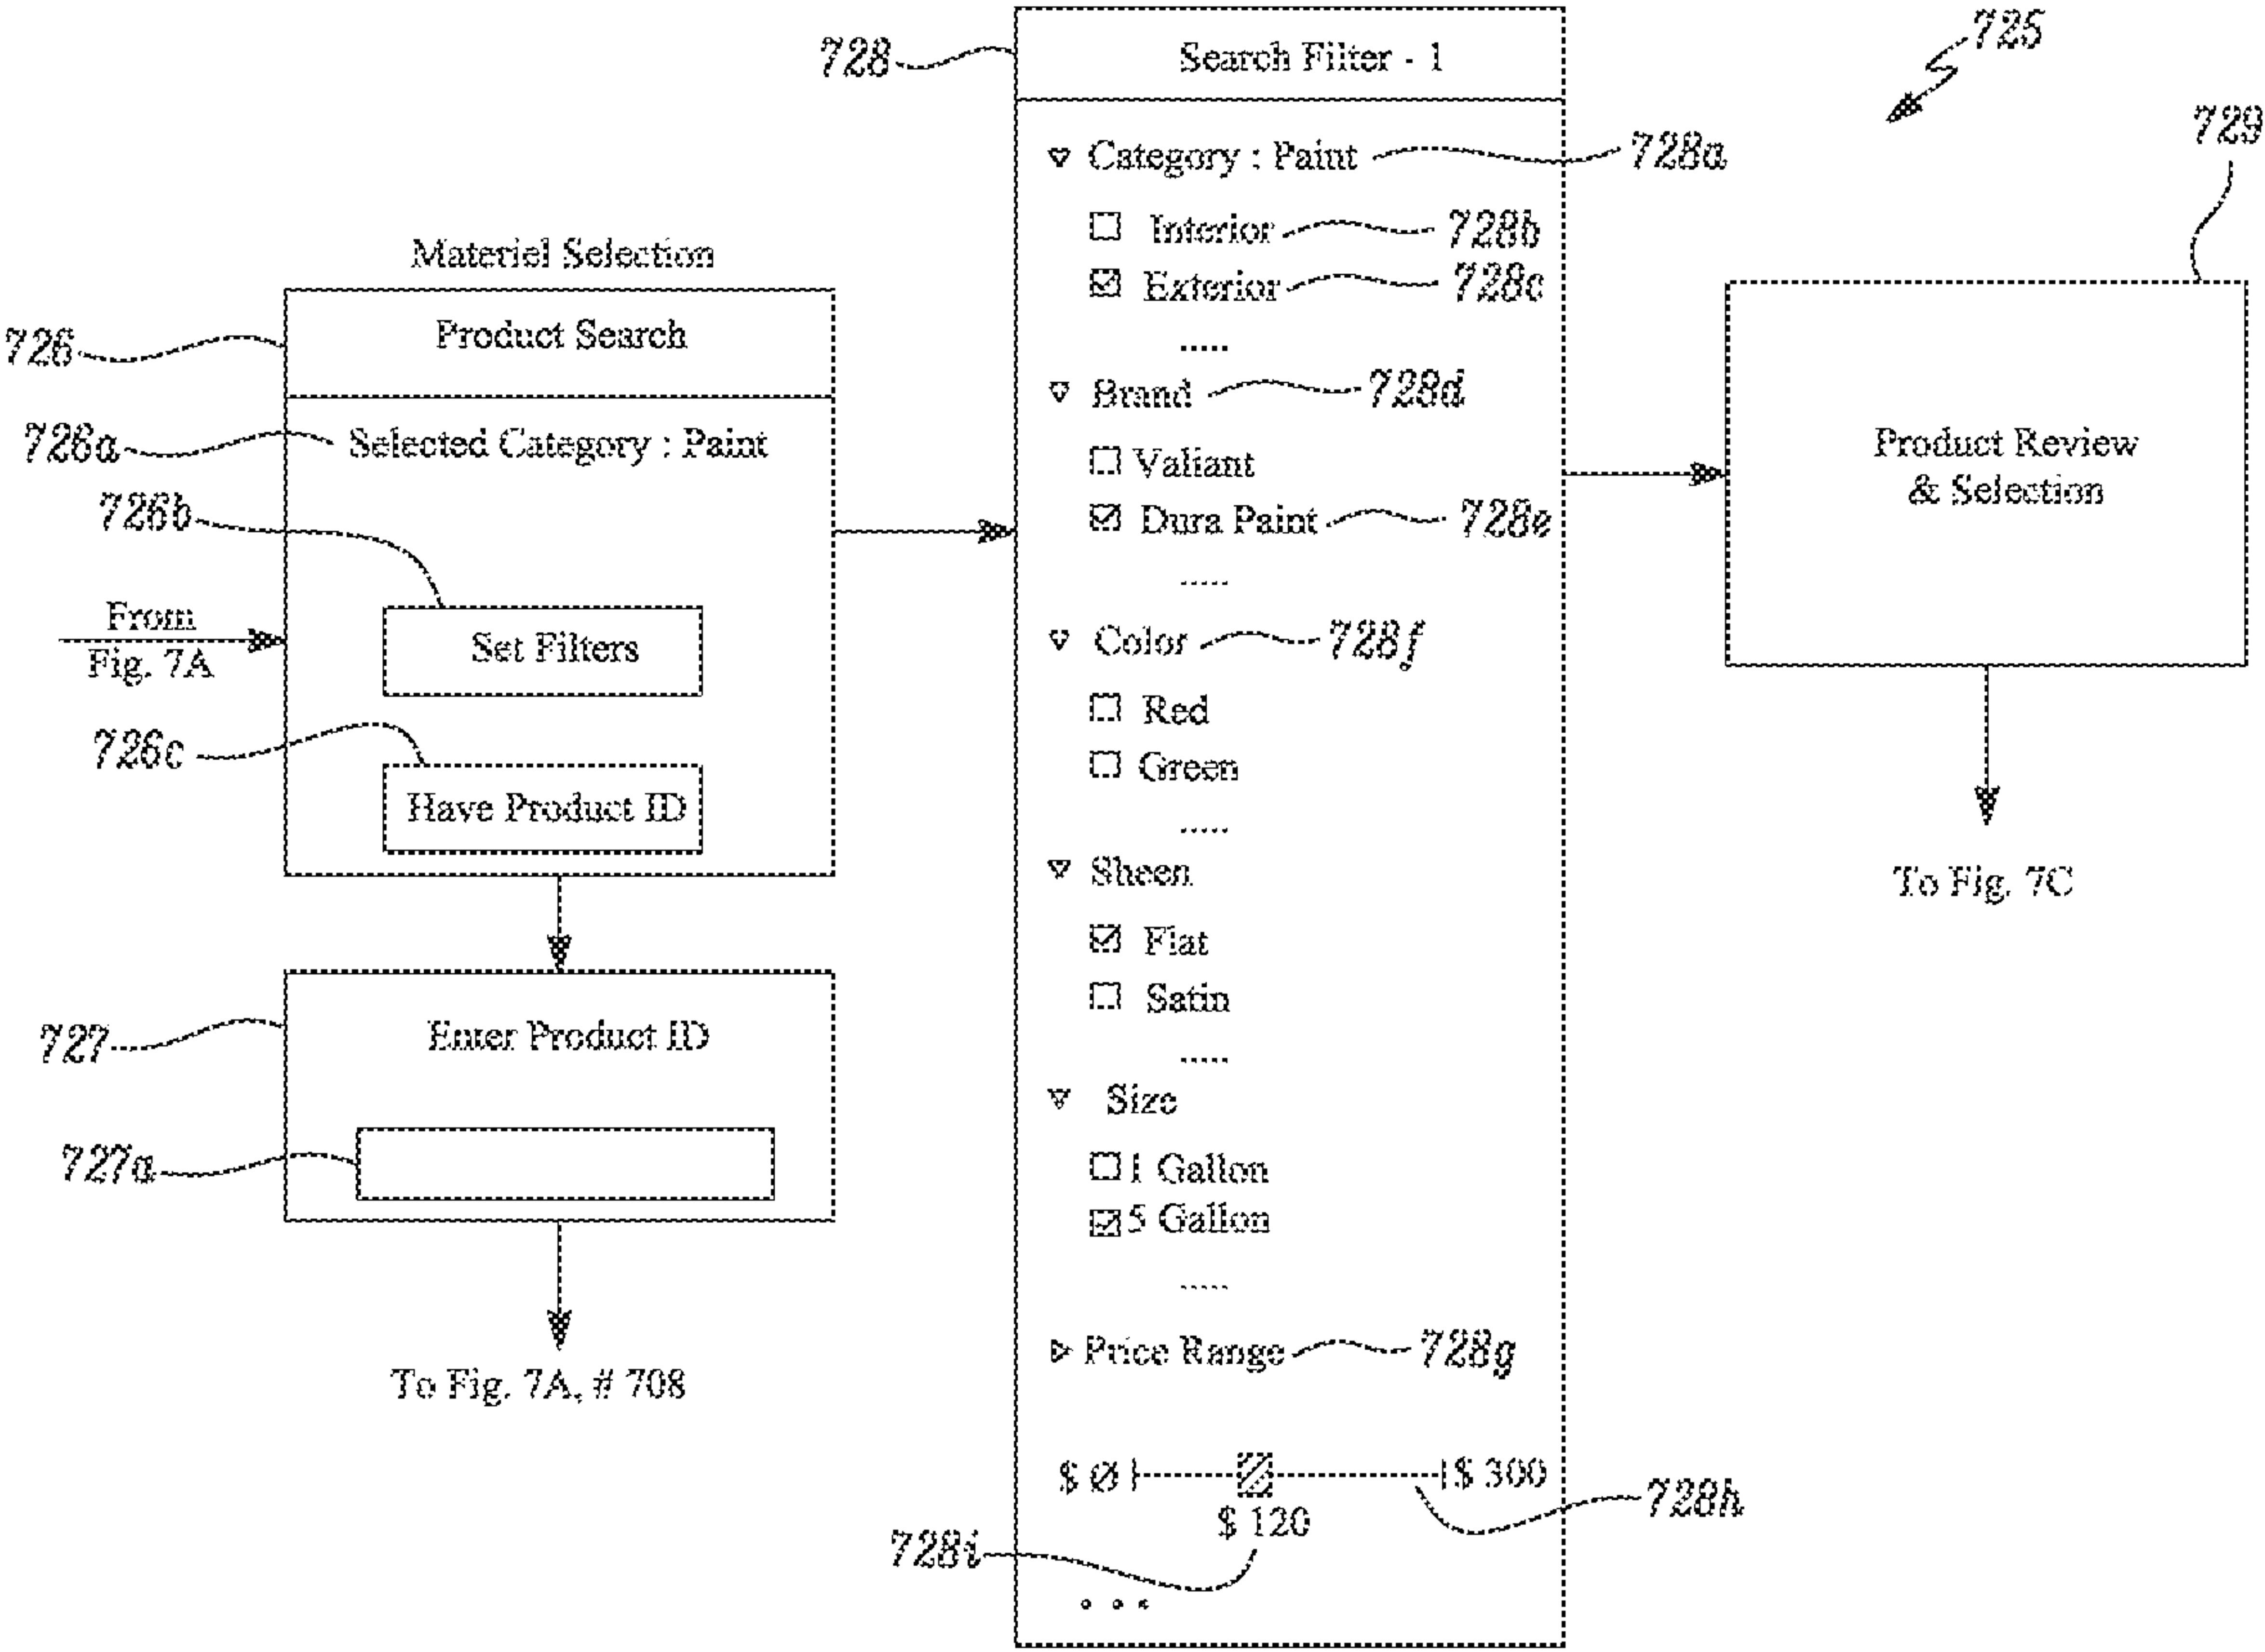 725
728
Search Filter - 1
Category : Paint
728a
Interior
728b
Exterior
728c
.....
Brand
728d
Valiant
Dura Paint
728e
.....
Color
728f
Red
Green
.....
Sheen
Flat
Satin
.....
Size
1 Gallon
5 Gallon
.....
Price Range
728g
$ Ø
$ 300
728h
$ 120
728i
...
Materiel Selection
726
Product Search
726a
Selected Category : Paint
726b
Set Filters
From
Fig. 7A
726c
Have Product ID
727
Enter Product ID
727a
To Fig. 7A, # 708
729
Product Review
& Selection
To Fig. 7C